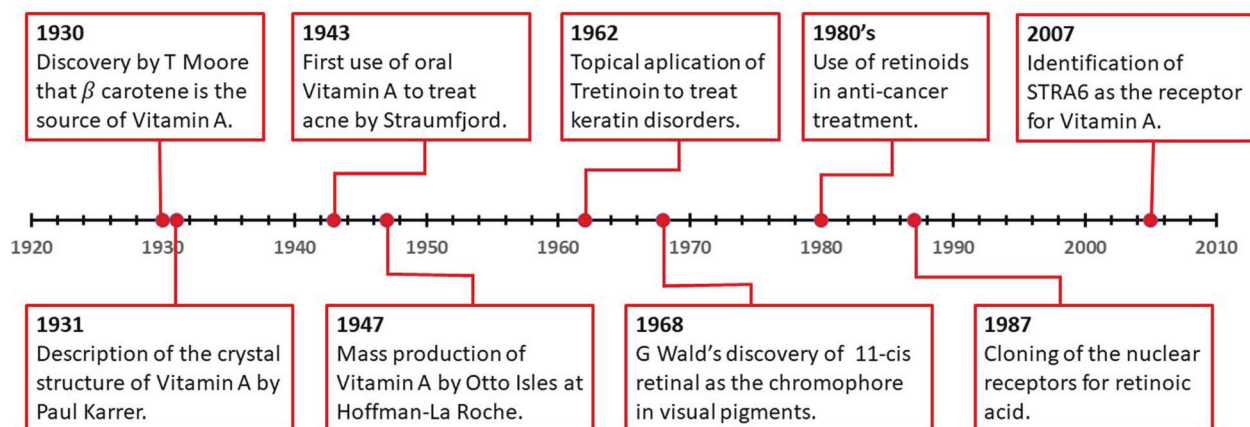 1930
Discovery by T Moore
that β carotene is the
source of Vitamin A.
1943
First use of oral
Vitamin A to treat
acne by Straumfjord.
1962
Topical aplication of
Tretinoin to treat
keratin disorders.
1980's
Use of retinoids
in anti-cancer
treatment.
2007
Identification of
STRA6 as the receptor
for Vitamin A.
1920 1930 1940 1950 1960 1970 1980 1990 2000 2010
1931
Description of the crystal
structure of Vitamin A by
Paul Karrer.
1947
Mass production of
Vitamin A by Otto Isles at
Hoffman-La Roche.
1968
G Wald's discovery of 11-cis
retinal as the chromophore
in visual pigments.
1987
Cloning of the nuclear
receptors for retinoic
acid.